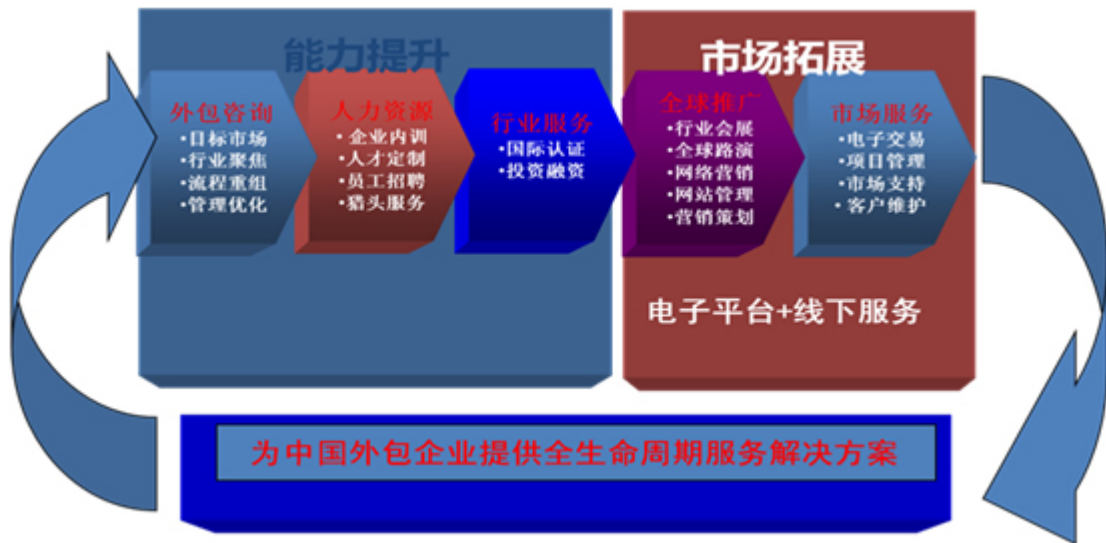 能力提升
外包咨询
•目标市场
•行业聚焦
•流程重组
•管理优化
人力资源
•企业内训
•人才定制
•员工招聘
•猎头服务
行业服务
•国际认证
•投资融资
市场拓展
全球推广
•行业会展
•全球路演
•网络营销
•网站管理
•营销策划
市场服务
•电子交易
•项目管理
•市场支持
•客户维护
电子平台+线下服务
为中国外包企业提供全生命周期服务解决方案